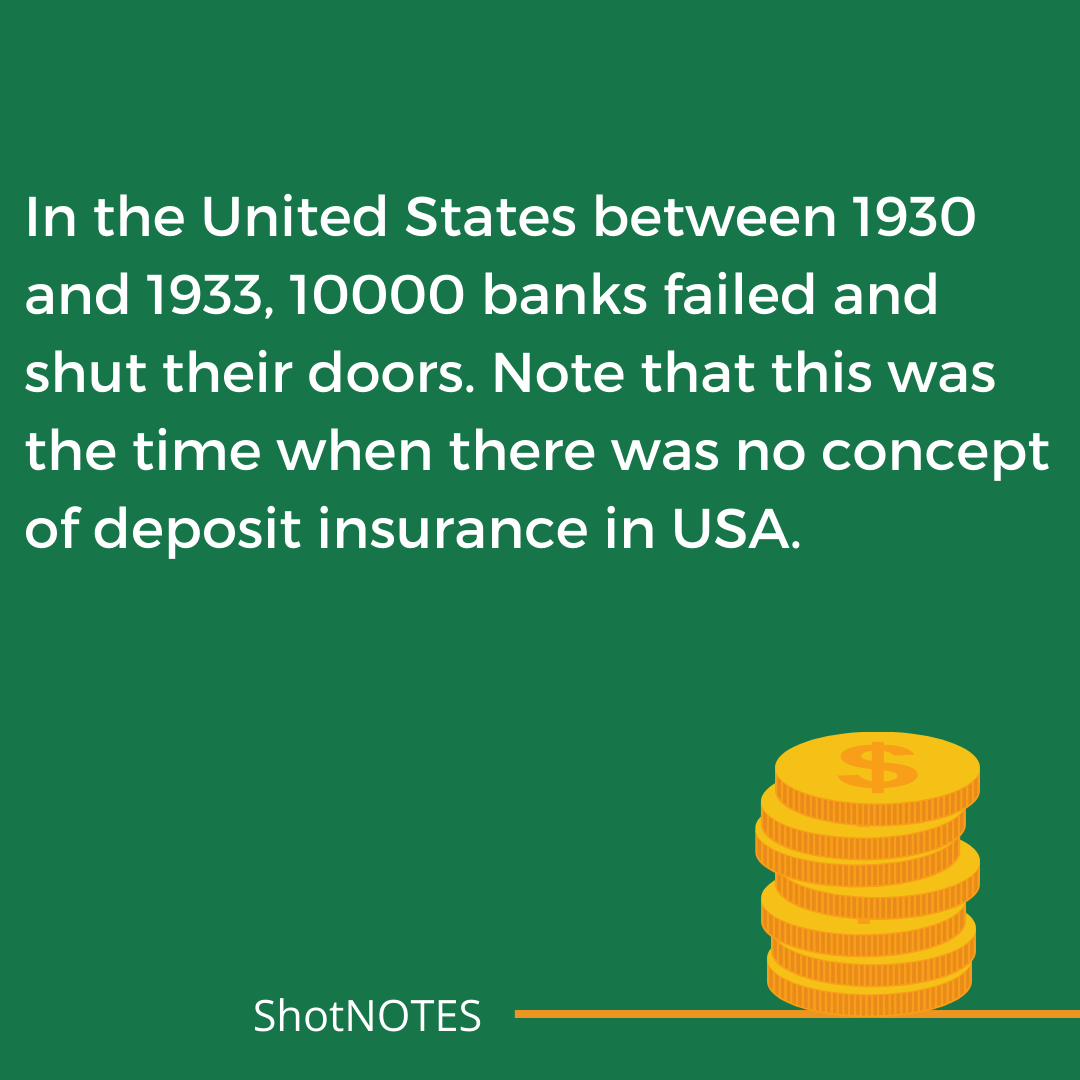 In the United States between 1930
and 1933, 10000 banks failed and
shut their doors. Note that this was
the time when there was no concept
of deposit insurance in USA.
$
ShotNOTES